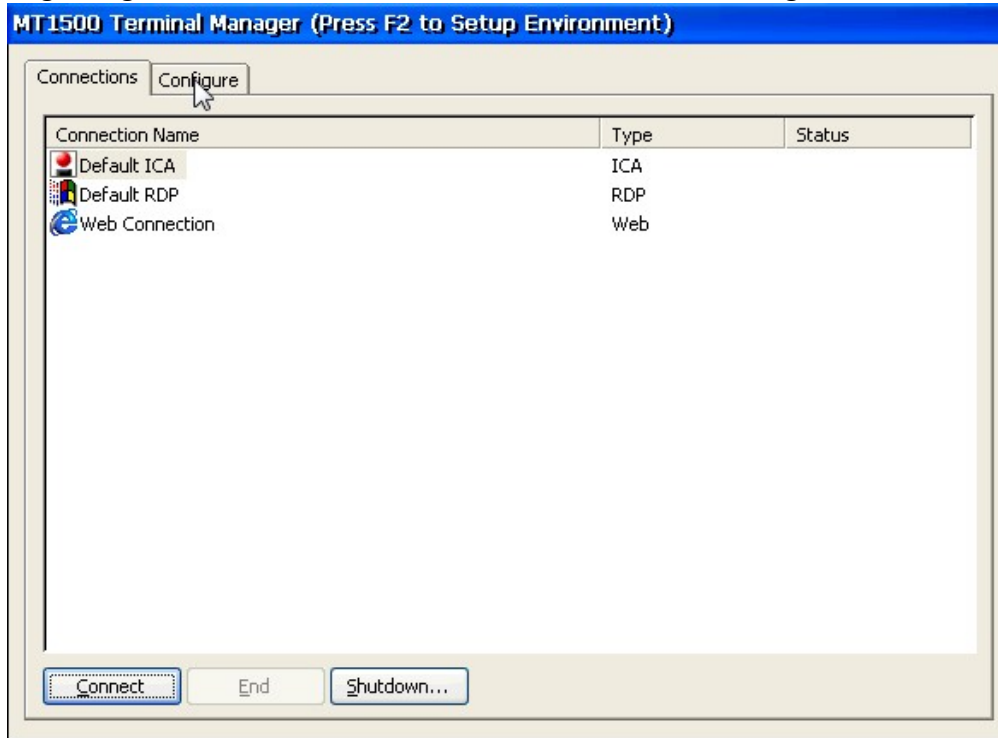 MT1500 Terminal Manager (Press F2 to Setup Environment)
Connections Configure
Connection Name Type Status
Default ICA ICA
Default RDP RDP
Web Connection Web
Connect End Shutdown...